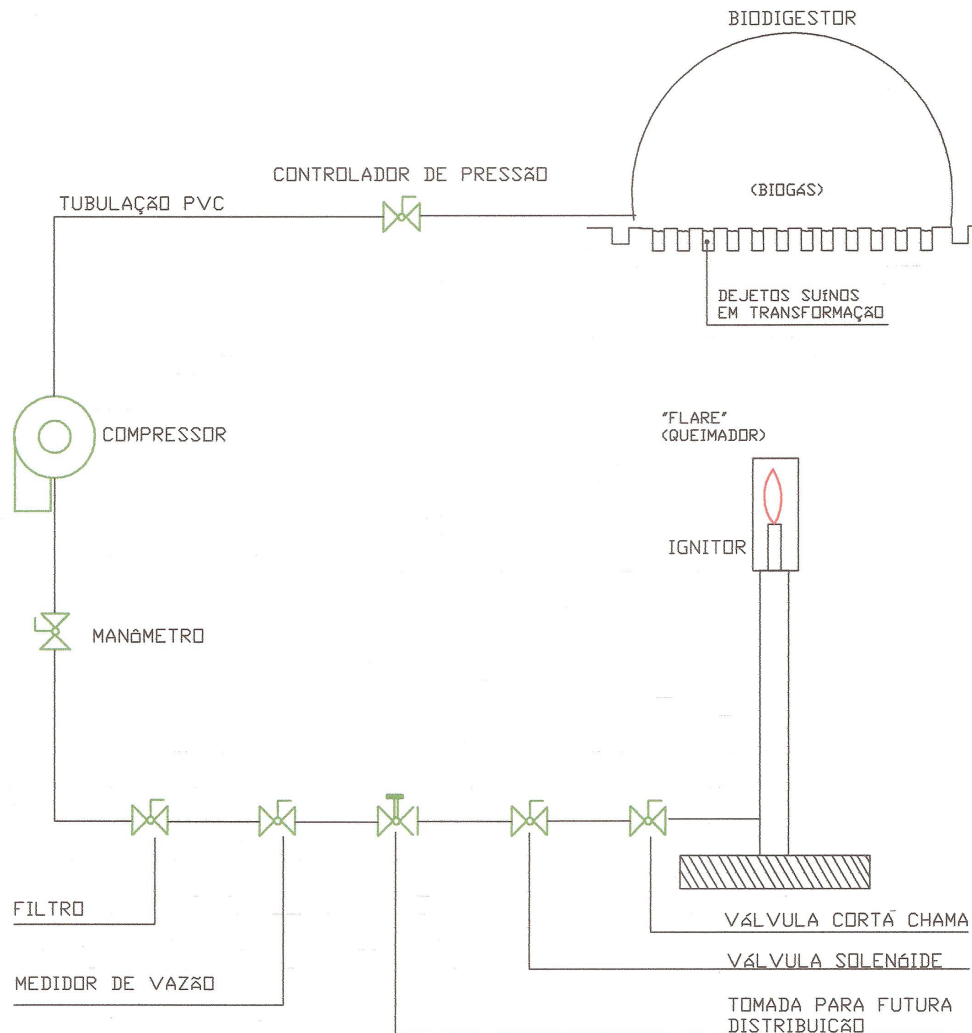 BIODIGESTOR
CONTROLADOR DE PRESSÃO
(BIOGÁS)
TUBULAÇÃO PVC
DEJETOS SUÍNOS
EM TRANSFORMAÇÃO
"FLARE"
(QUEIMADOR)
COMPRESSOR
IGNITOR
MANÔMETRO
FILTRO
VÁLVULA CORTA CHAMA
VÁLVULA SOLENÓIDE
MEDIDOR DE VAZÃO
TOMADA PARA FUTURA
DISTRIBUICÃO